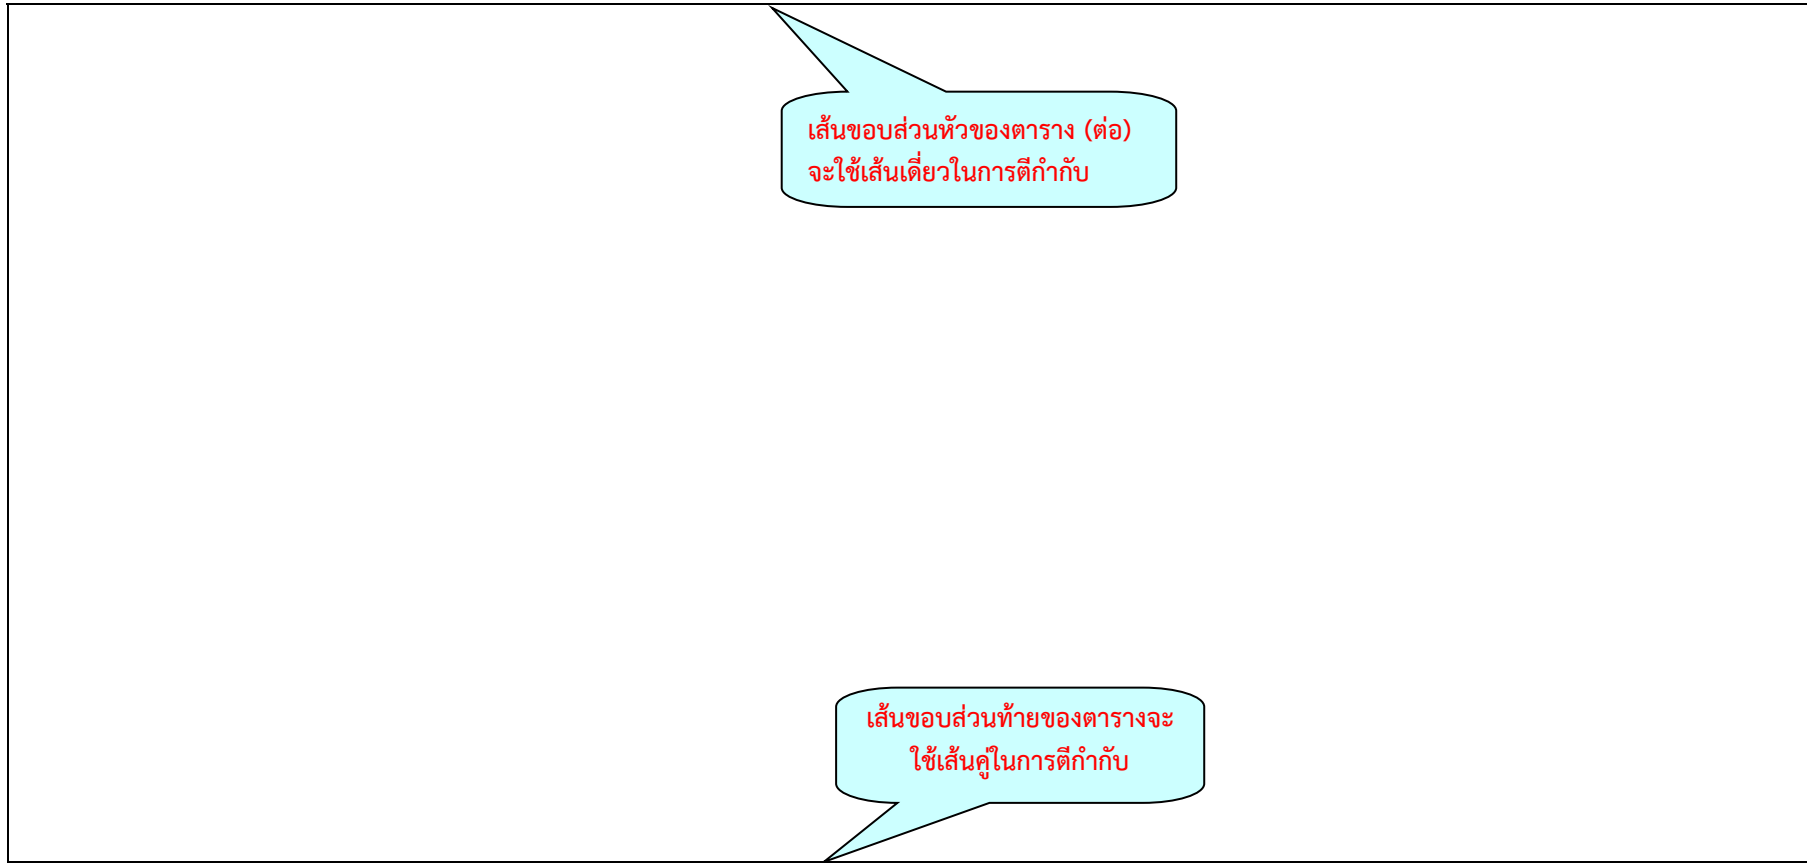 เส้นขอบส่วนหัวของตาราง (ต่อ)
จะใช้เส้นเดี่ยวในการตีกำกับ
เส้นขอบส่วนท้ายของตารางจะ
ใช้เส้นคู่ในการตีกำกับ